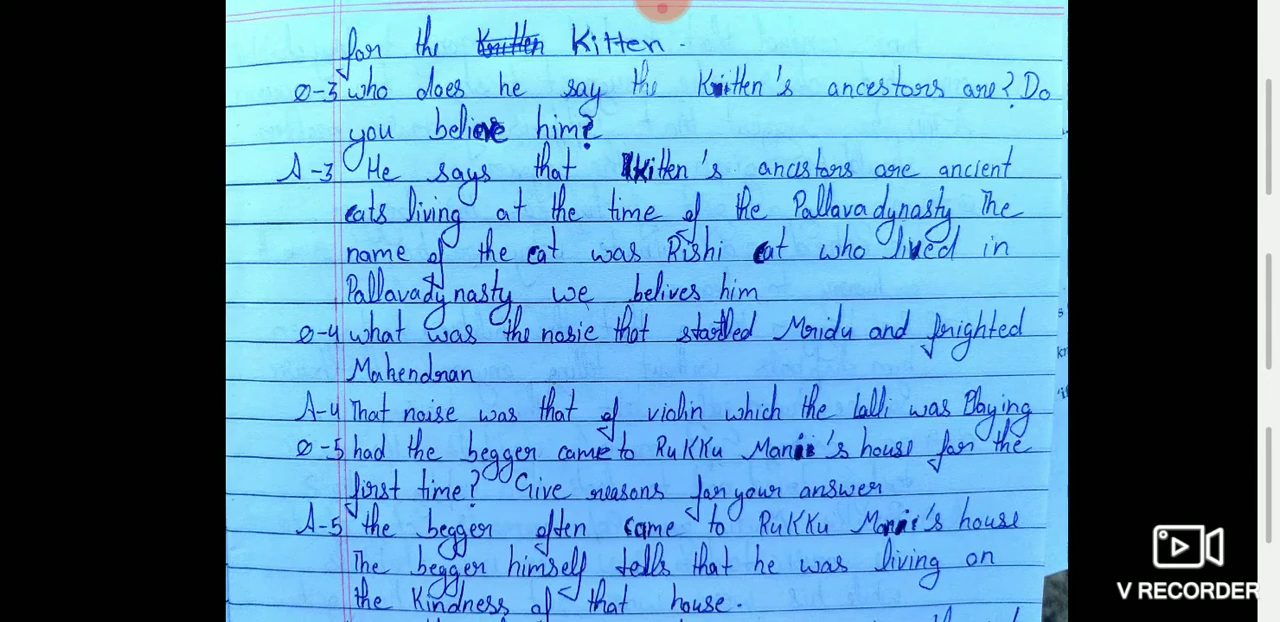 for the Kitten.
Q-3 who does he say the Kitten's ancestors are? Do
you believe him?
A-3 He says that Kitten's ancestors are ancient
cats living at the time of the Pallavadynasty The
name of the cat was Rishi cat who lived in
Pallavadynasty we belives him
Q-4 what was the nosie that startled Mridu and frighted
Mahendran
A-4 That noise was that of violin which the lalli was Playing
Q-5 had the begger came to RuKKu Mani's house for the
first time? Give reasons for your answer
A-5 the begger often came to RuKKu Mani's house
The begger himself tells that he was living on
the Kindness of that house.
V RECORDER